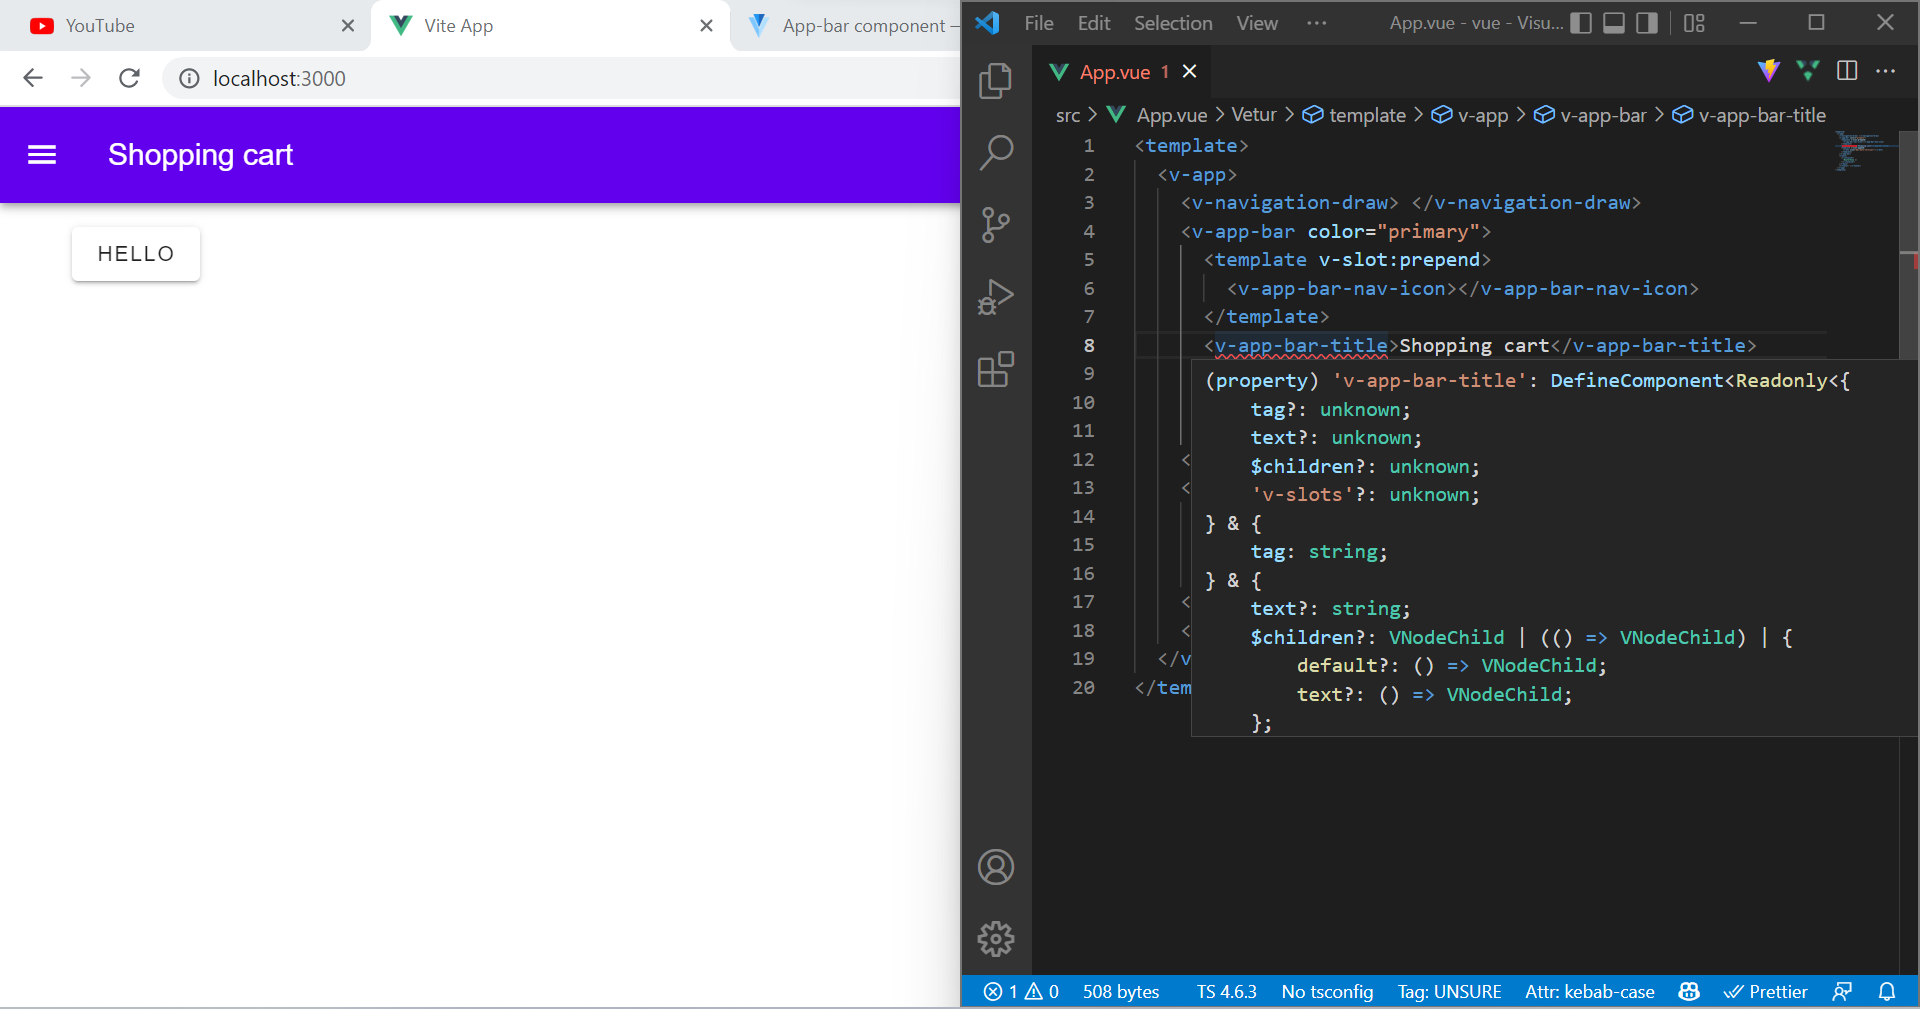 YouTube
Vite App
App-bar component —
localhost:3000
Shopping cart
HELLO
File Edit Selection View ··· App.vue - vue - Visu...
App.vue 1
src > App.vue > Vetur > template > v-app > v-app-bar > v-app-bar-title
1 <template>
2 <v-app>
3 <v-navigation-draw> </v-navigation-draw>
4 <v-app-bar color="primary">
5 <template v-slot:prepend>
6 <v-app-bar-nav-icon></v-app-bar-nav-icon>
7 </template>
8 <v-app-bar-title>Shopping cart</v-app-bar-title>
9
10
11
12 <
13 <
14
15
16
17 <
18 <
19 </v
20 </tem
(property) 'v-app-bar-title': DefineComponent<Readonly<{
tag?: unknown;
text?: unknown;
$children?: unknown;
'v-slots'?: unknown;
} & {
tag: string;
} & {
text?: string;
$children?: VNodeChild | (() => VNodeChild) | {
default?: () => VNodeChild;
text?: () => VNodeChild;
};
1 0 508 bytes TS 4.6.3 No tsconfig Tag: UNSURE Attr: kebab-case Prettier